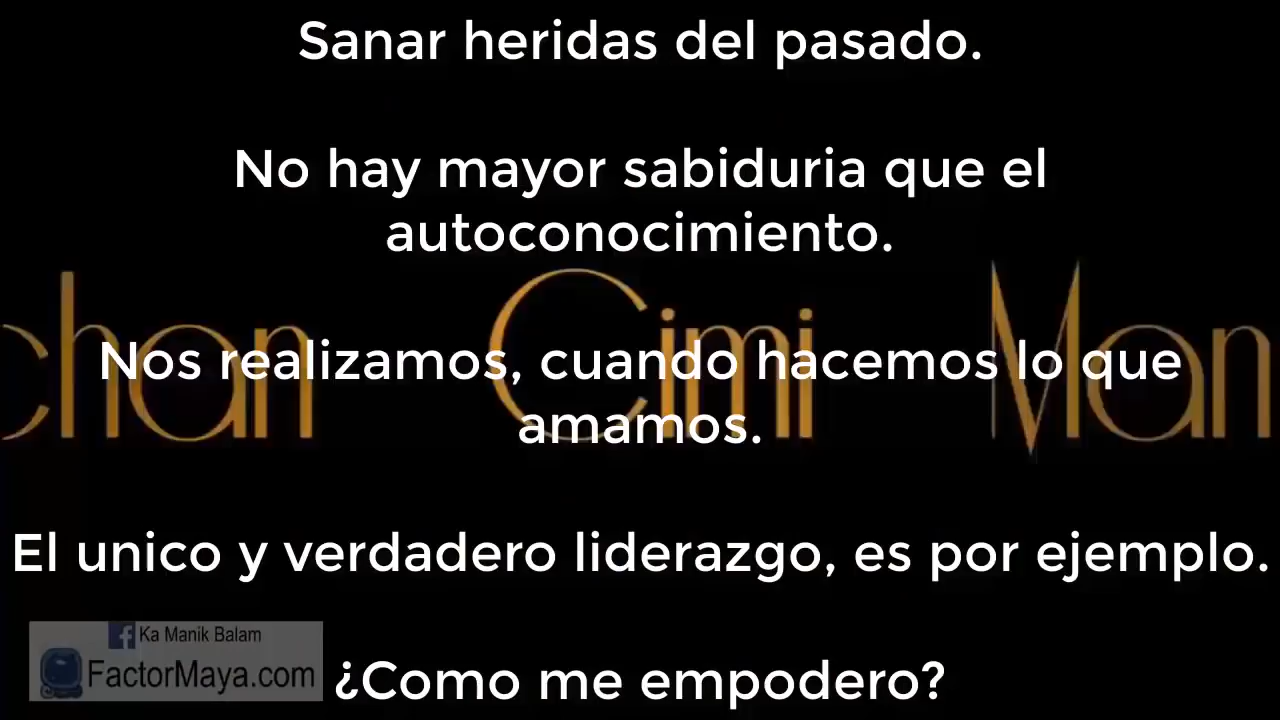 Sanar heridas del pasado.
No hay mayor sabiduria que el
autoconocimiento.
chan Cimi Man
Nos realizamos, cuando hacemos lo que
amamos.
El unico y verdadero liderazgo, es por ejemplo.
Ka Manik Balam
FactorMaya.com
¿Como me empodero?